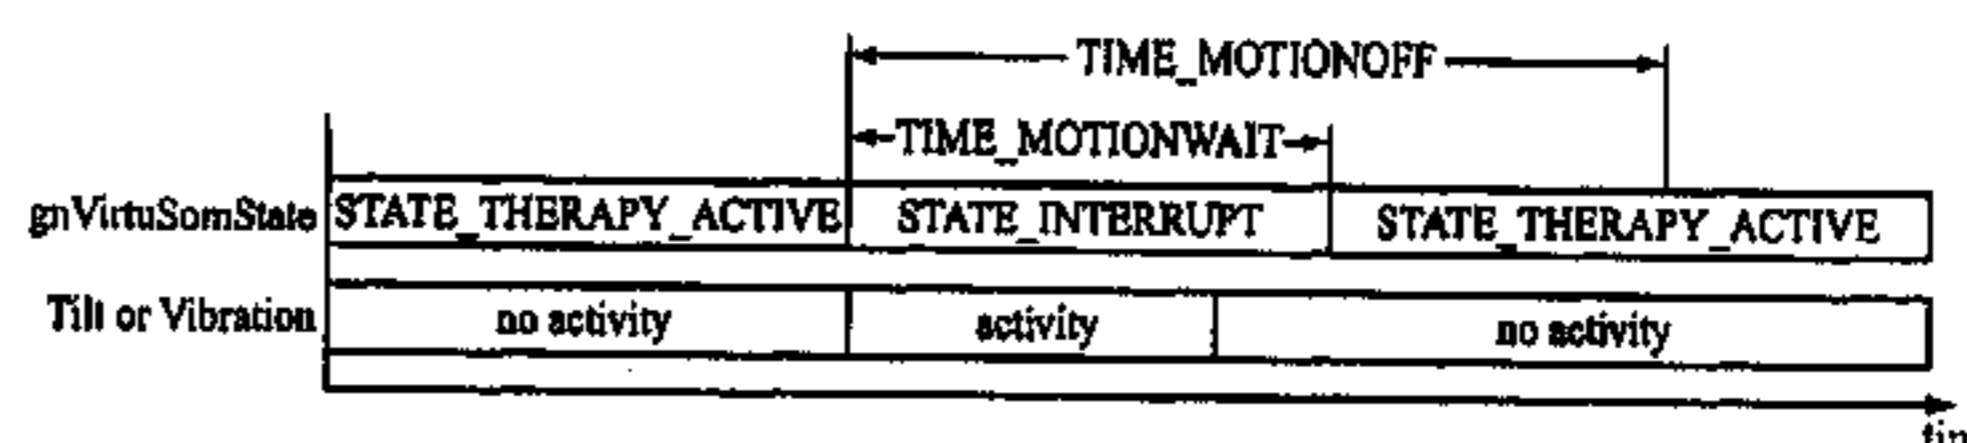 TIME_MOTIONOFF
TIME_MOTIONWAIT
gnVirtuSomState STATE_THERAPY_ACTIVE STATE_INTERRUPT STATE_THERAPY_ACTIVE
Tilt or Vibration no activity activity no activity